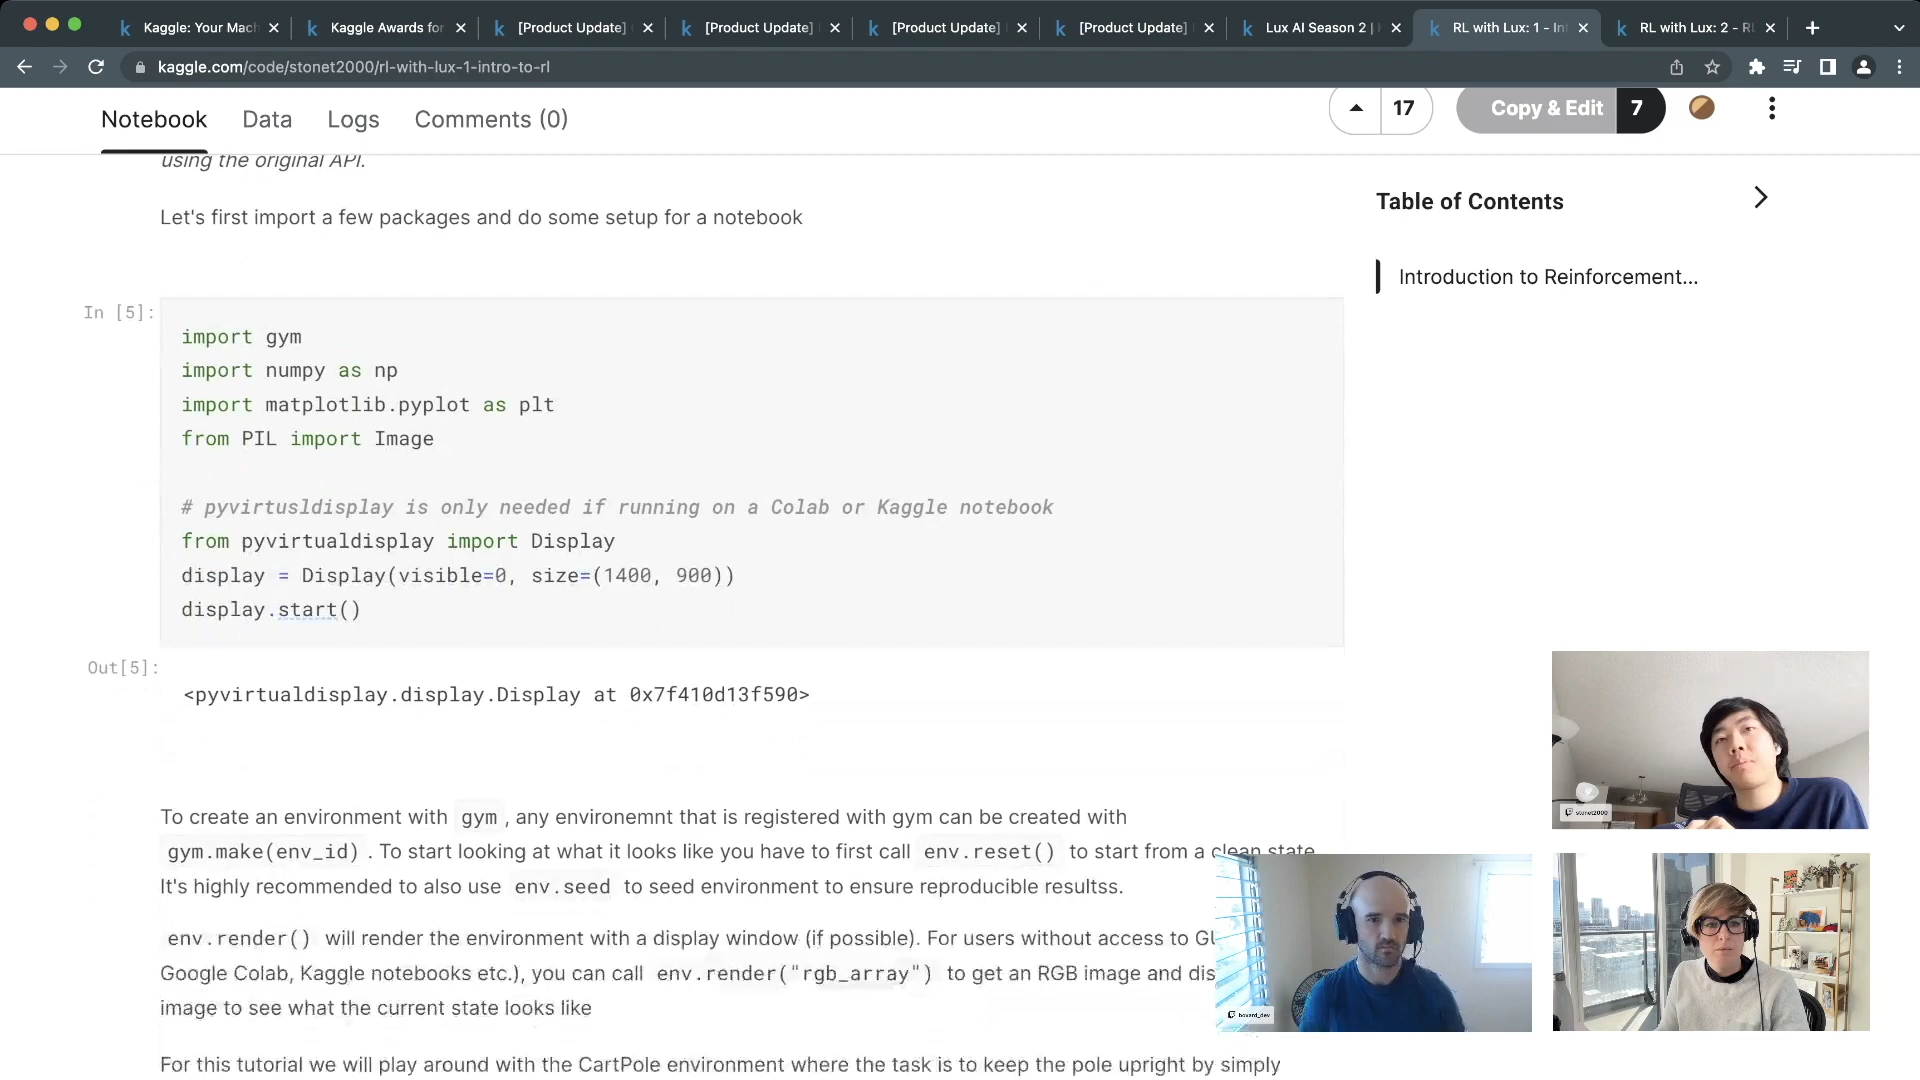 Kaggle: Your Mach
Kaggle Awards for
[Product Update]
[Product Update]
[Product Update]
[Product Update]
Lux AI Season 2 |
RL with Lux: 1 - Int
RL with Lux: 2 - RL
kaggle.com/code/stonet2000/rl-with-lux-1-intro-to-rl
Notebook
Data
Logs
Comments (0)
17
Copy & Edit
7
using the original API.
Let's first import a few packages and do some setup for a notebook
Table of Contents
Introduction to Reinforcement...
In [5]:
import gym
import numpy as np
import matplotlib.pyplot as plt
from PIL import Image
# pyvirtusldisplay is only needed if running on a Colab or Kaggle notebook
from pyvirtualdisplay import Display
display = Display(visible=0, size=(1400, 900))
display.start()
Out[5]:
<pyvirtualdisplay.display.Display at 0x7f410d13f590>
To create an environment with gym , any environemnt that is registered with gym can be created with
gym.make(env_id) . To start looking at what it looks like you have to first call env.reset() to start from a clean state
It's highly recommended to also use env.seed to seed environment to ensure reproducible resultss.
env.render() will render the environment with a display window (if possible). For users without access to GU
Google Colab, Kaggle notebooks etc.), you can call env.render("rgb_array") to get an RGB image and dis
image to see what the current state looks like
For this tutorial we will play around with the CartPole environment where the task is to keep the pole upright by simply
stonet2000
bovard_dev